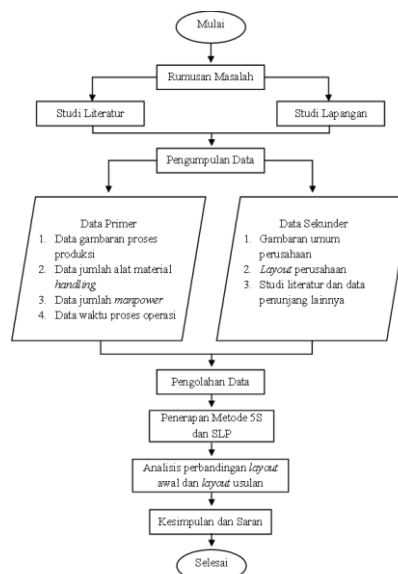 Mulai
Rumusan Masalah
Studi Literatur
Studi Lapangan
Pengumpulan Data
Data Primer
1. Data gambaran proses
produksi
2. Data jumlah alat material
handling
3. Data jumlah manpower
4. Data waktu proses operasi
Data Sekunder
1. Gambaran umum
perusahaan
2. Layout perusahaan
3. Studi literatur dan data
penunjang lainnya
Pengolahan Data
Penerapan Metode 5S
dan SLP
Analisis perbandingan layout
awal dan layout usulan
Kesimpulan dan Saran
Selesai